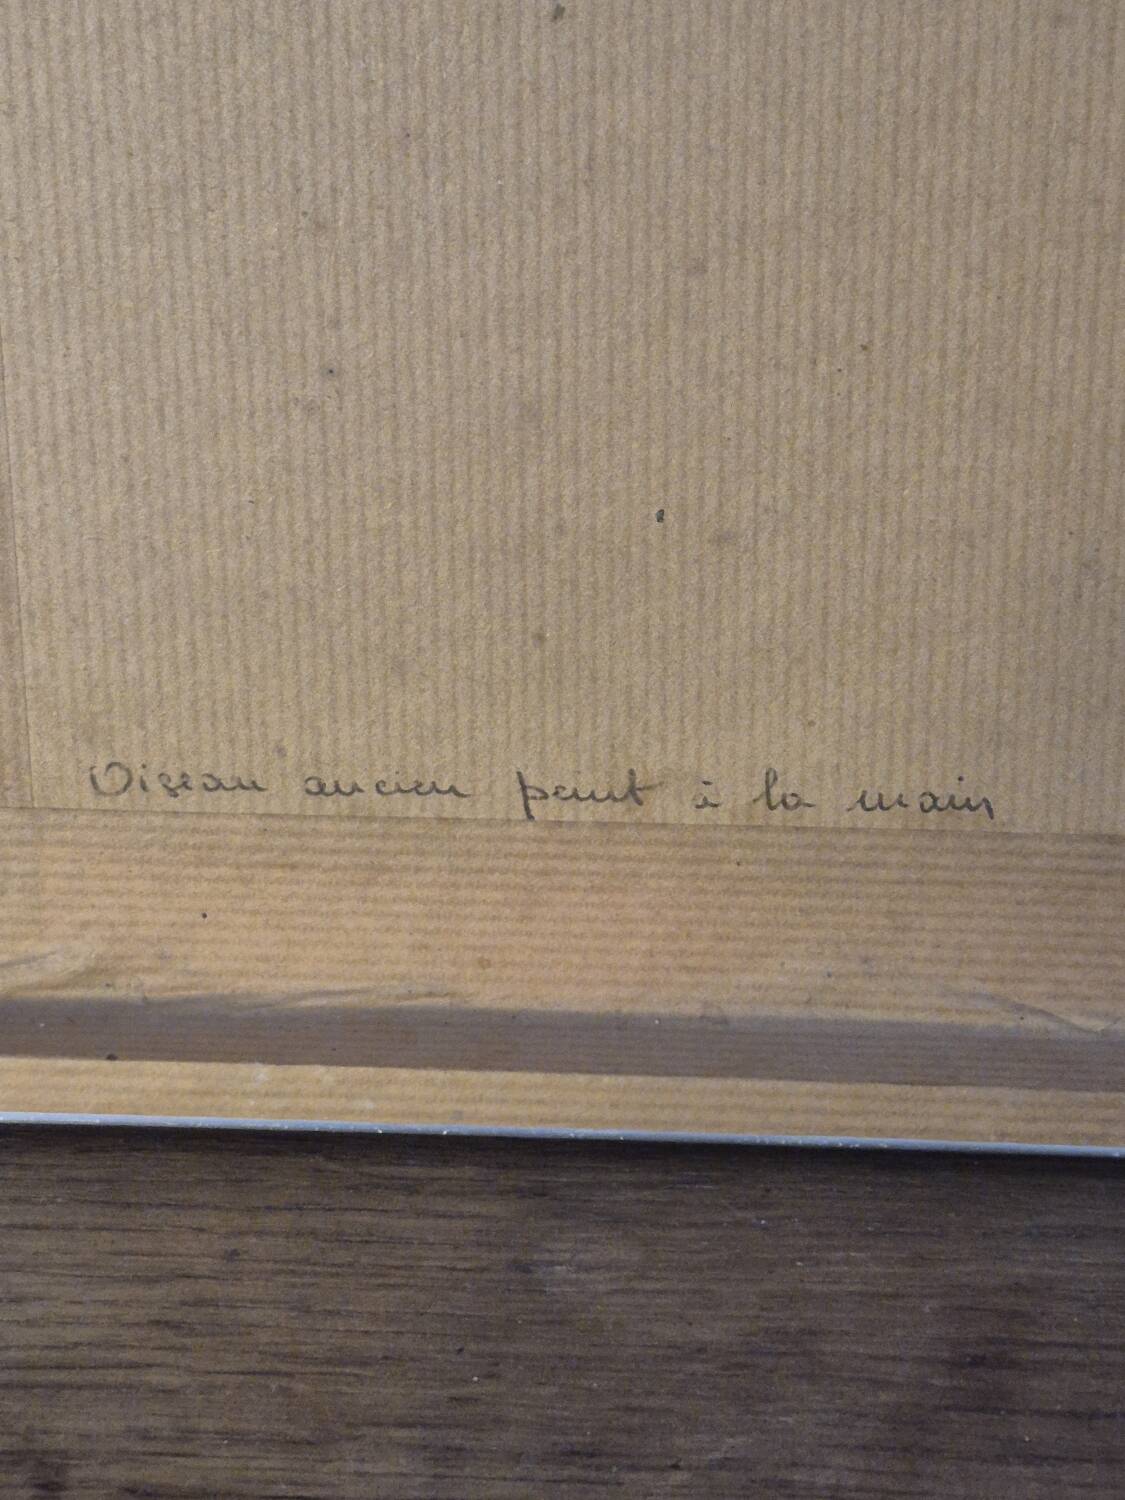 Oiseau ancien peint à la main